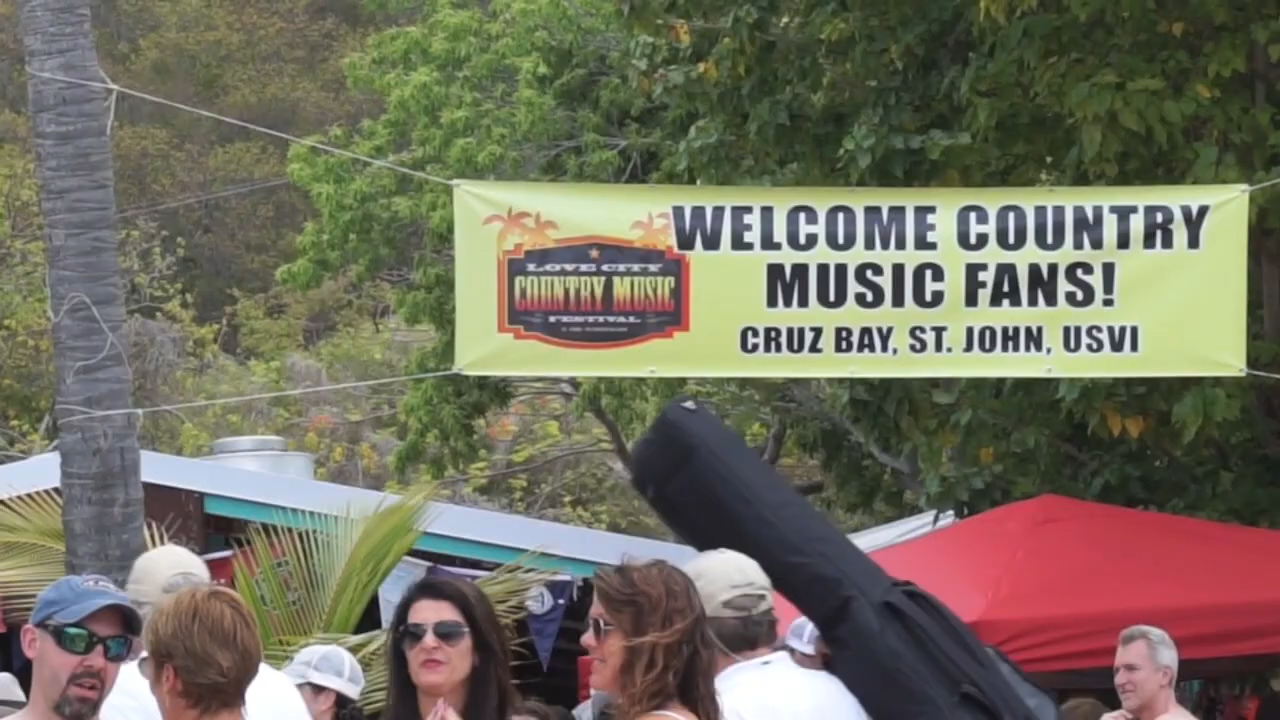 LOVE CITY
COUNTRY MUSIC
FESTIVAL
WELCOME COUNTRY
MUSIC FANS!
CRUZ BAY, ST. JOHN, USVI